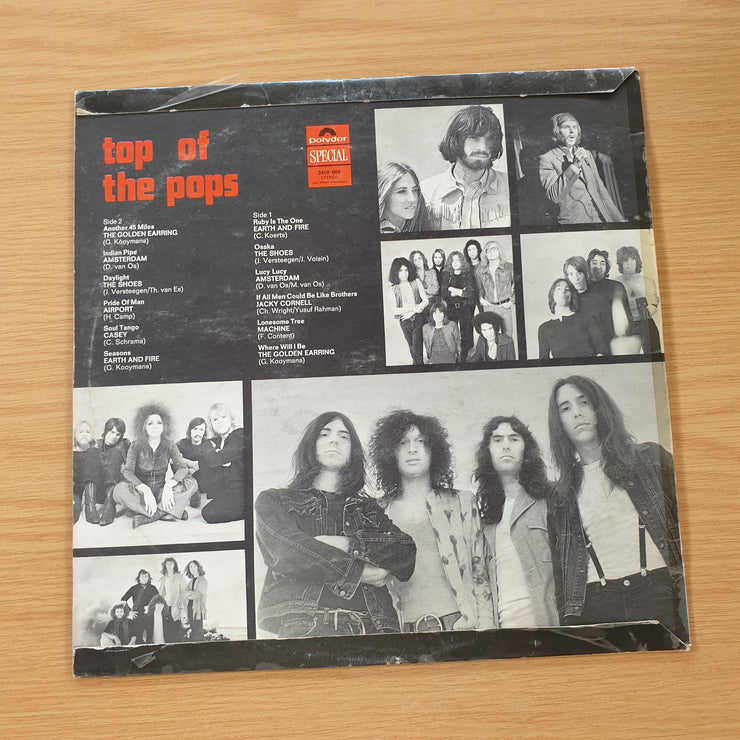 top of
the pops
Polydor
SPECIAL
2419 006
STEREO
Side 2
Another 45 Miles
THE GOLDEN EARRING
(G. Kooymans)
Indian Pipe
AMSTERDAM
(D. van Os)
Daylight
THE SHOES
(J. Versteegen/Th. van Es)
Pride Of Man
AIRPORT
(H. Camp)
Soul Tango
CASEY
(C. Schrama)
Seasons
EARTH AND FIRE
(G. Kooymans)
Side 1
Ruby Is The One
EARTH AND FIRE
(C. Koerts)
Osaka
THE SHOES
(J. Versteegen/J. Voisin)
Lucy Lucy
AMSTERDAM
(D. van Os/M. van Os)
If All Men Could Be Like Brothers
JACKY CORNELL
(Ch. Wright/Yusuf Rahman)
Lonesome Tree
MACHINE
(F. Content)
Where Will I Be
THE GOLDEN EARRING
(G. Kooymans)